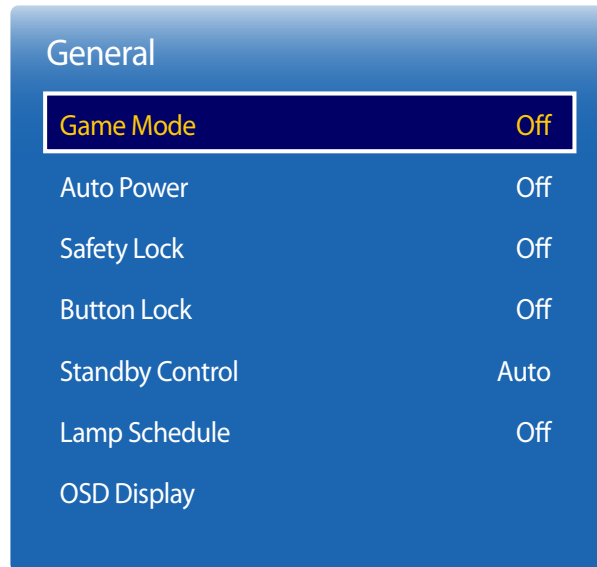 General
Game Mode Off
Auto Power Off
Safety Lock Off
Button Lock Off
Standby Control Auto
Lamp Schedule Off
OSD Display